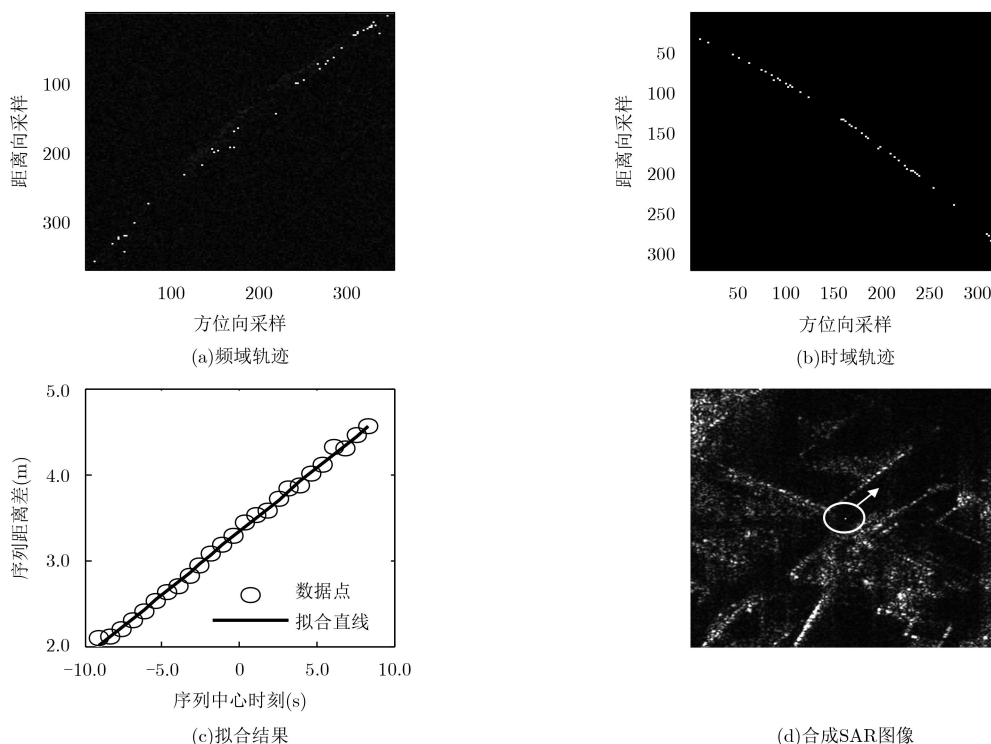 100
200
300
距离向采样
100 200 300
方位向采样
(a)频域轨迹
50
100
150
200
250
300
距离向采样
50 100 150 200 250 300
方位向采样
(b)时域轨迹
5.0
4.0
3.0
2.0
序列距离差(m)
数据点
拟合直线
−10.0 −5.0 0 5.0 10.0
序列中心时刻(s)
(c)拟合结果
(d)合成SAR图像